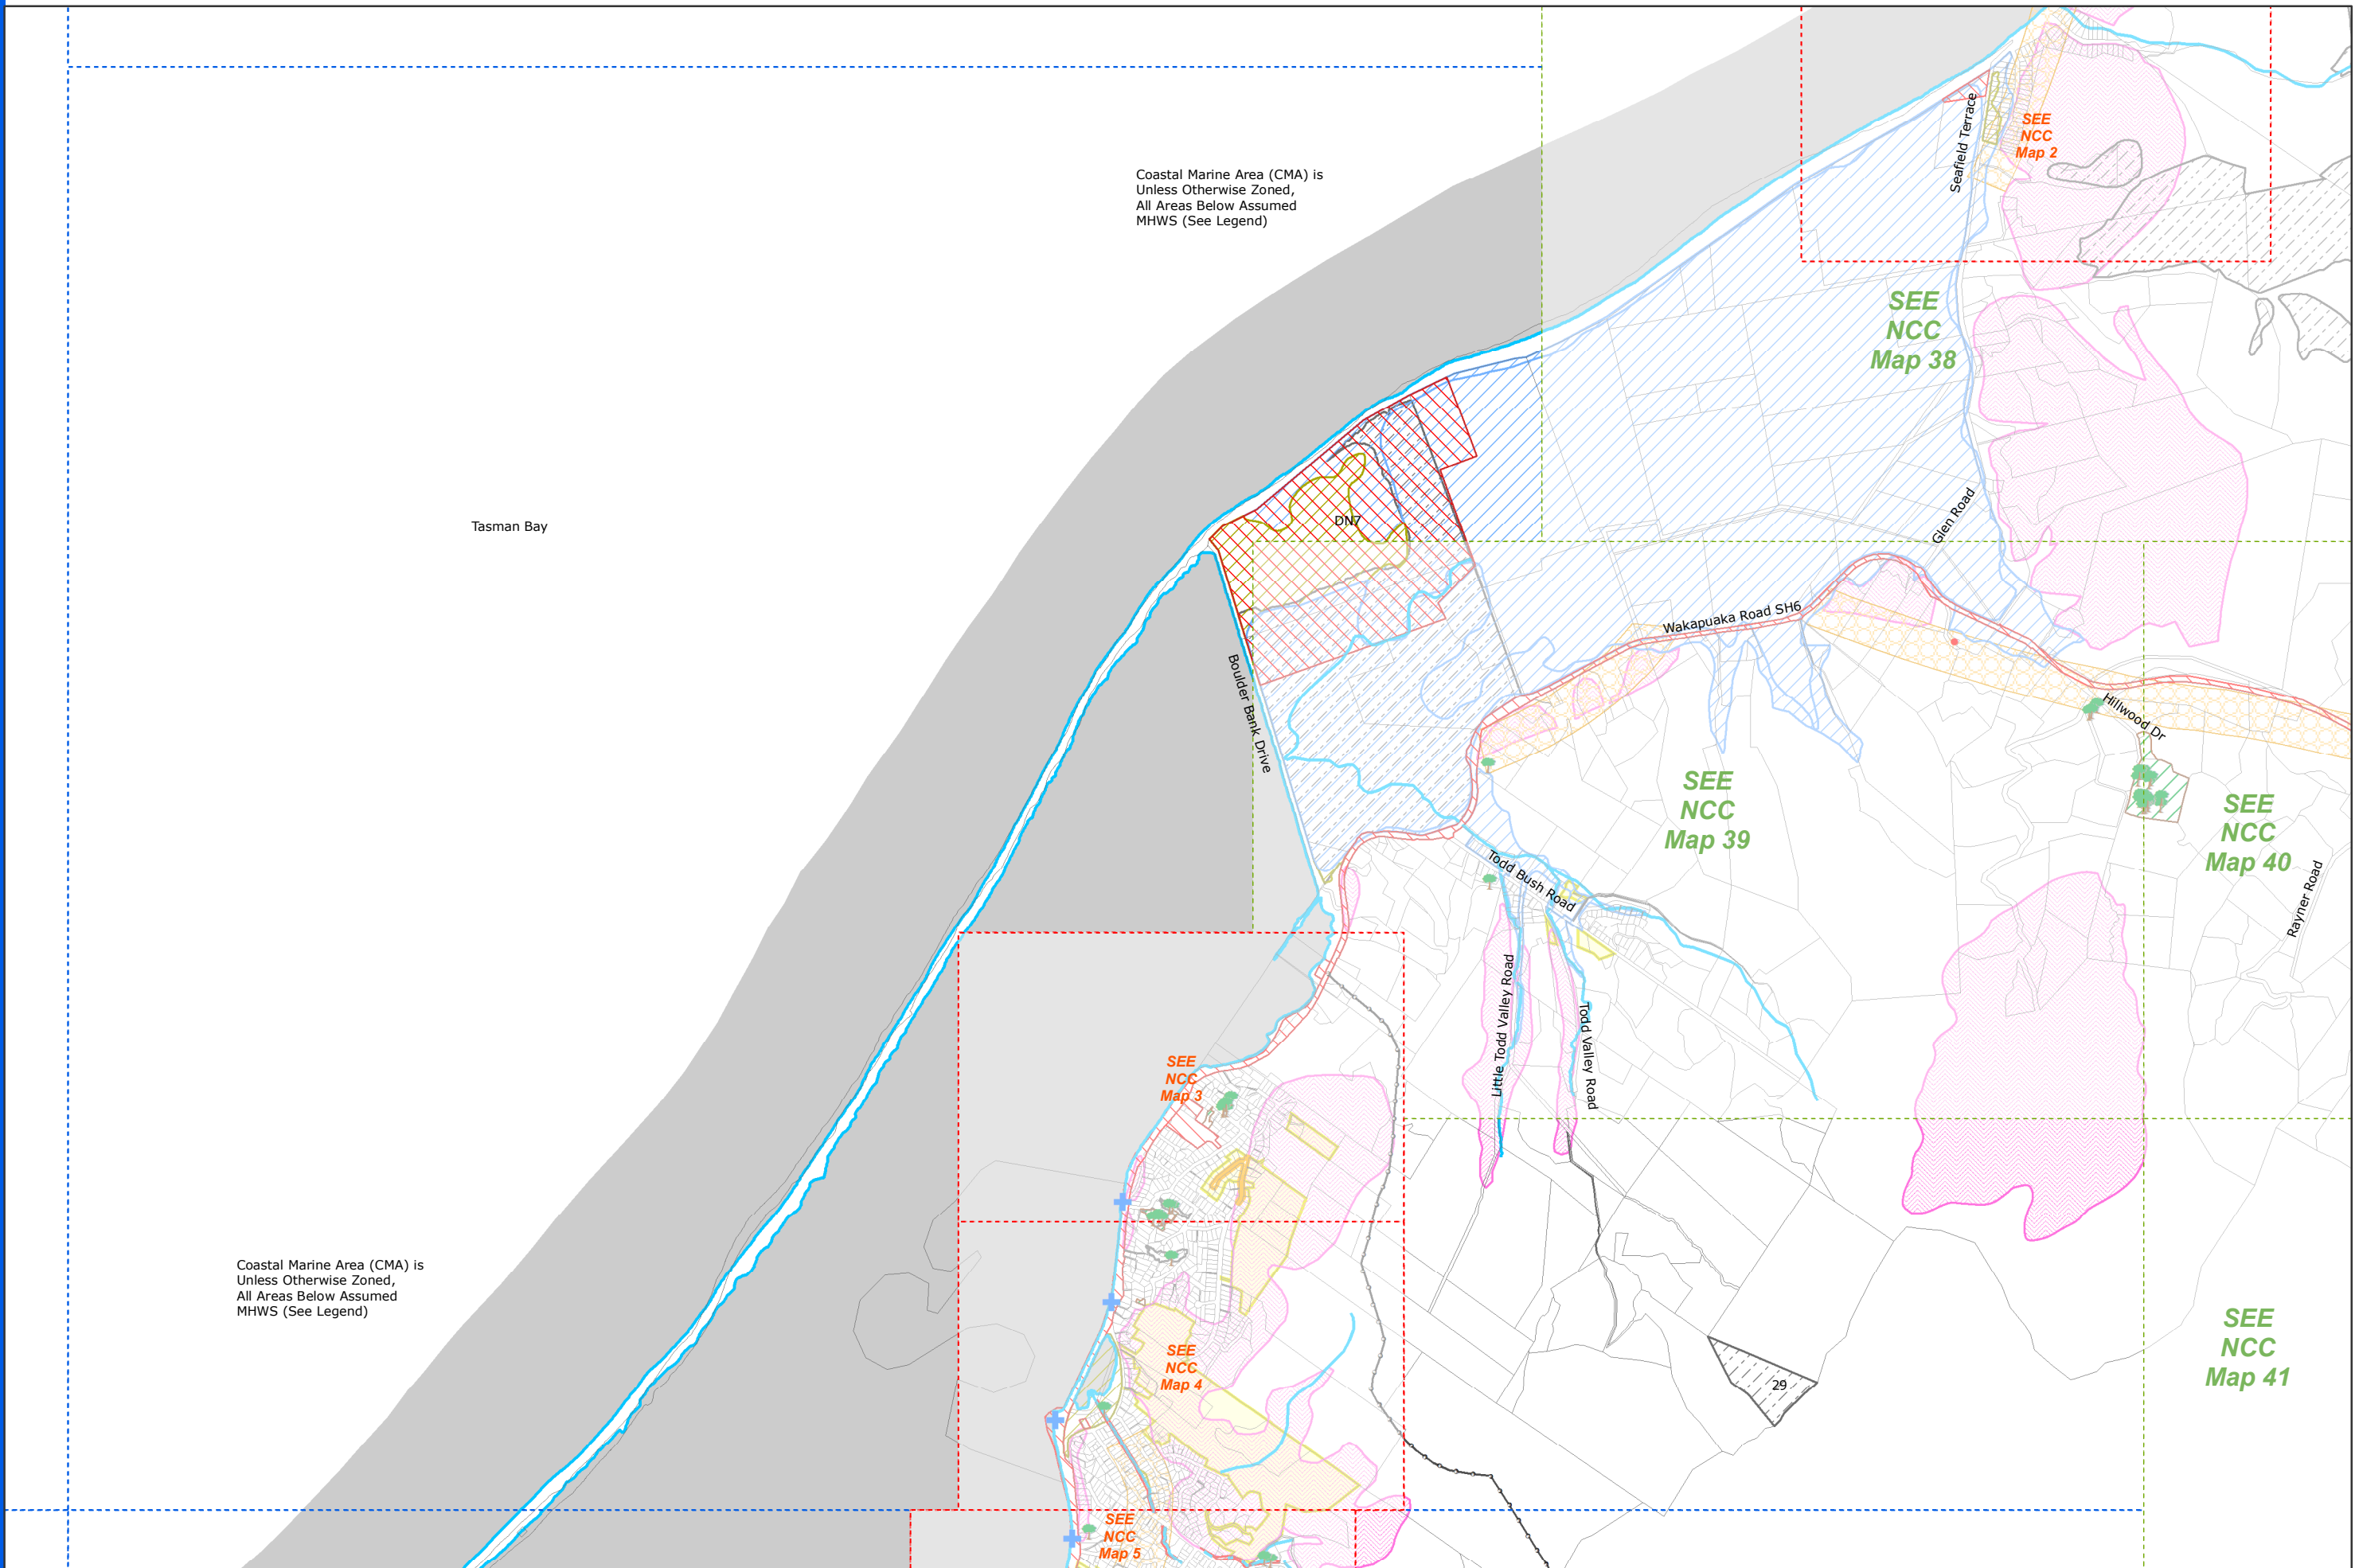 SEE
NCC
Map 2
Seafield Terrace
Coastal Marine Area (CMA) is
Unless Otherwise Zoned,
All Areas Below Assumed
MHWS (See Legend)
SEE
NCC
Map 38
Tasman Bay
DN7
Glen Road
Wakapuaka Road SH6
Boulder Bank Drive
Hillwood Dr
SEE
NCC
Map 39
SEE
NCC
Map 40
Todd Bush Road
Rayner Road
Little Todd Valley Road
Todd Valley Road
SEE
NCC
Map 3
Coastal Marine Area (CMA) is
Unless Otherwise Zoned,
All Areas Below Assumed
MHWS (See Legend)
SEE
NCC
Map 4
29
SEE
NCC
Map 41
SEE
NCC
Map 5